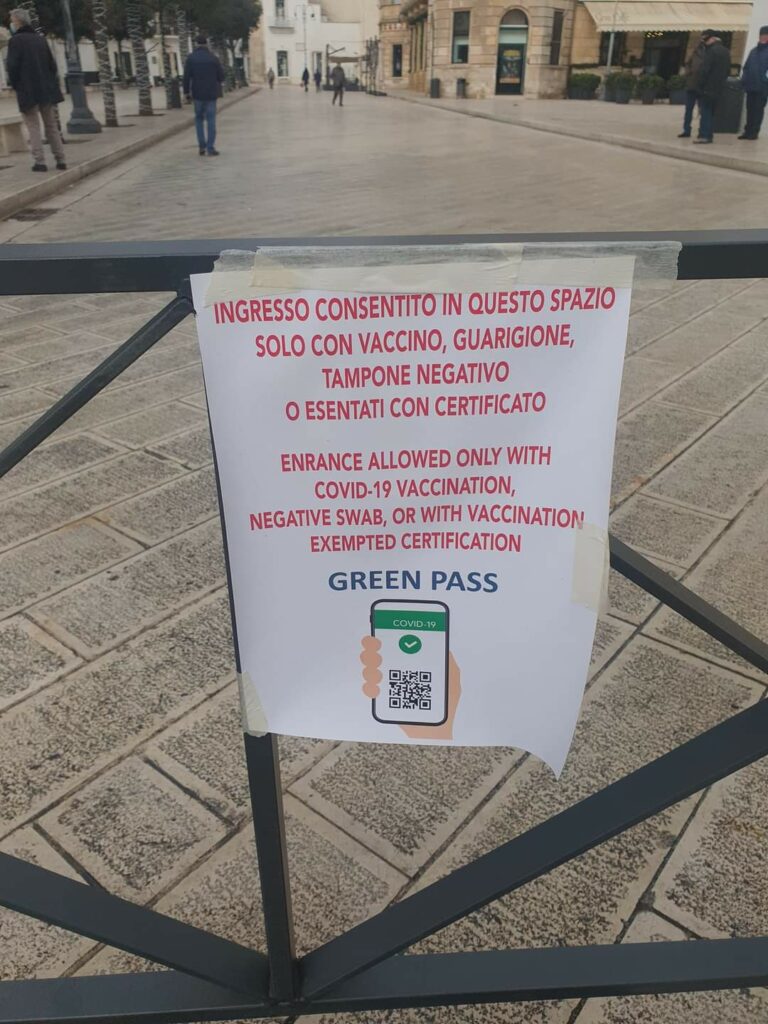 INGRESSO CONSENTITO IN QUESTO SPAZIO
SOLO CON VACCINO, GUARIGIONE,
TAMPONE NEGATIVO
O ESENTATI CON CERTIFICATO
ENRANCE ALLOWED ONLY WITH
COVID-19 VACCINATION,
NEGATIVE SWAB, OR WITH VACCINATION
EXEMPTED CERTIFICATION
GREEN PASS
COVID-19